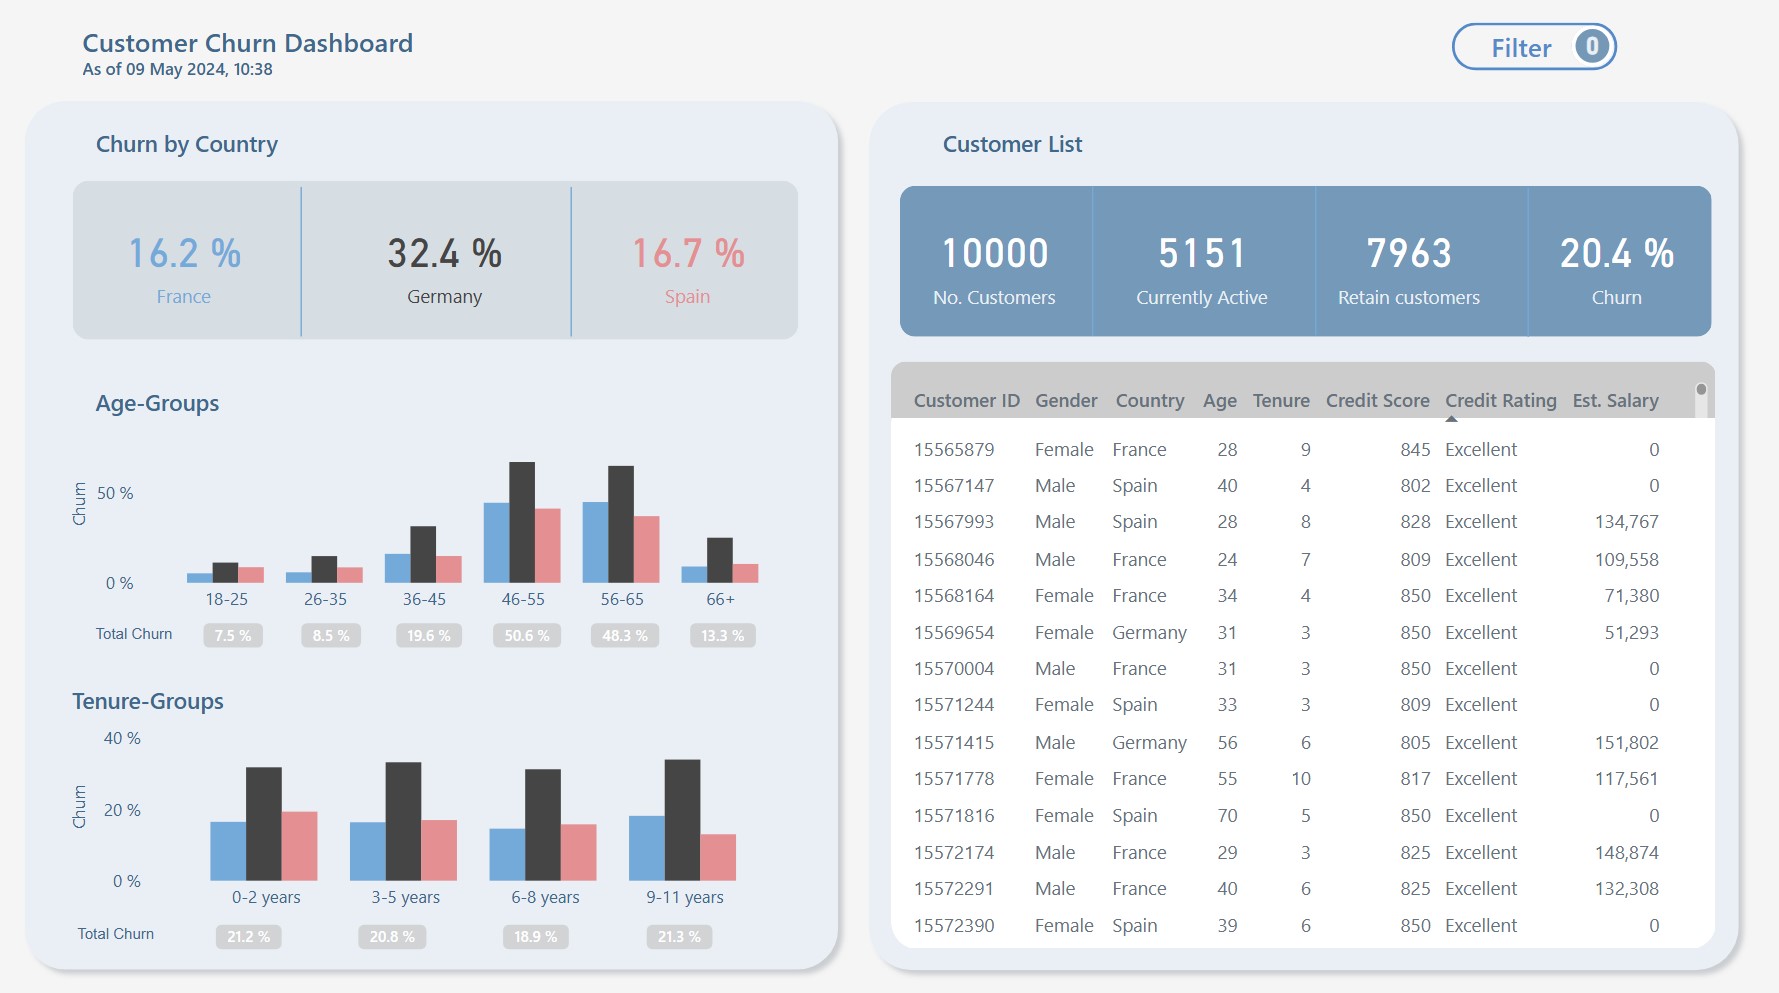 Customer Churn Dashboard
As of 09 May 2024, 10:38
Filter 0
Churn by Country
16.2 % 32.4 % 16.7 %
France Germany Spain
Age-Groups
Churn
50 %
0 %
18-25 26-35 36-45 46-55 56-65 66+
Total Churn 7.5 % 8.5 % 19.6 % 50.6 % 48.3 % 13.3 %
Tenure-Groups
Churn
40 %
20 %
0 %
0-2 years 3-5 years 6-8 years 9-11 years
Total Churn 21.2 % 20.8 % 18.9 % 21.3 %
Customer List
10000 5151 7963 20.4 %
No. Customers Currently Active Retain customers Churn
Customer ID Gender Country Age Tenure Credit Score Credit Rating Est. Salary
15565879 Female France 28 9 845 Excellent 0
15567147 Male Spain 40 4 802 Excellent 0
15567993 Male Spain 28 8 828 Excellent 134,767
15568046 Male France 24 7 809 Excellent 109,558
15568164 Female France 34 4 850 Excellent 71,380
15569654 Female Germany 31 3 850 Excellent 51,293
15570004 Male France 31 3 850 Excellent 0
15571244 Female Spain 33 3 809 Excellent 0
15571415 Male Germany 56 6 805 Excellent 151,802
15571778 Female France 55 10 817 Excellent 117,561
15571816 Female Spain 70 5 850 Excellent 0
15572174 Male France 29 3 825 Excellent 148,874
15572291 Male France 40 6 825 Excellent 132,308
15572390 Female Spain 39 6 850 Excellent 0